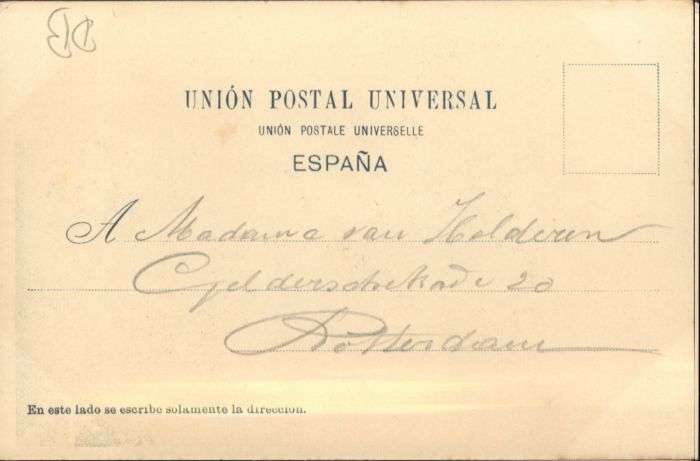 UNIÓN POSTAL UNIVERSAL
UNIÓN POSTALE UNIVERSELLE
ESPAÑA
A Madame van Holderen
Gelderschekade 20
Rotterdam
En este lado se escribe solamente la dirección.